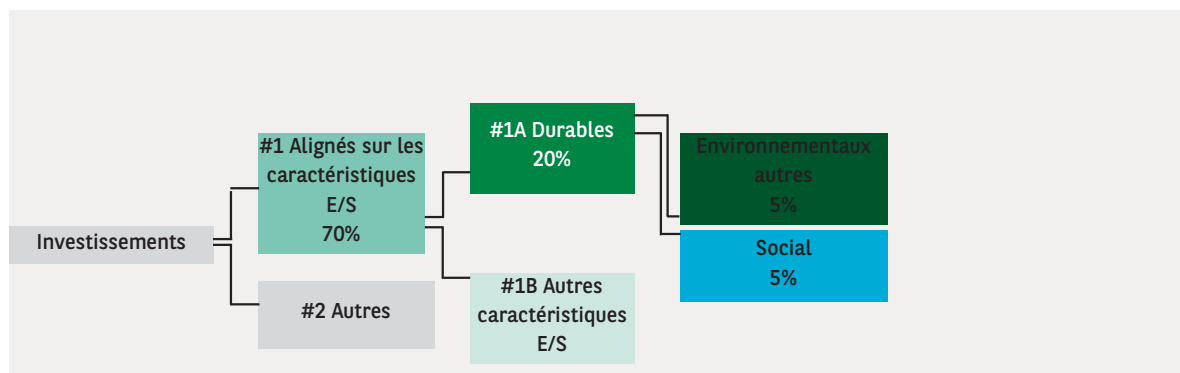 Investissements
#1 Alignés sur les
caractéristiques
E/S
70%
#2 Autres
#1A Durables
20%
#1B Autres
caractéristiques
E/S
Environnementaux
autres
5%
Social
5%